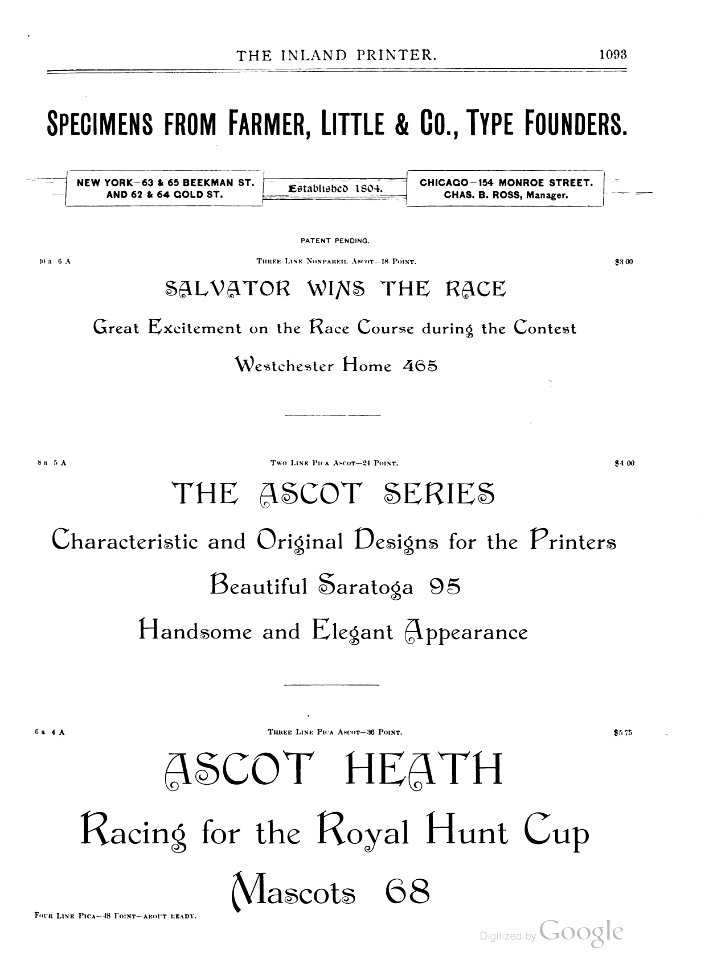 THE INLAND PRINTER. 1093
SPECIMENS FROM FARMER, LITTLE & CO., TYPE FOUNDERS.
NEW YORK—63 & 65 BEEKMAN ST.
AND 62 & 64 GOLD ST.
Established 1804.
CHICAGO—154 MONROE STREET.
CHAS. B. ROSS, Manager.
PATENT PENDING.
10 a 6 A THREE LINE NONPAREIL ASCOT—18 POINT. $3 00
SALVATOR WINS THE RACE
Great Excitement on the Race Course during the Contest
Westchester Home 465
8 a 5 A TWO LINE PICA ASCOT—24 POINT. $4 00
THE ASCOT SERIES
Characteristic and Original Designs for the Printers
Beautiful Saratoga 95
Handsome and Elegant Appearance
6 a 4 A THREE LINE PICA ASCOT—36 POINT. $5 75
ASCOT HEATH
Racing for the Royal Hunt Cup
Mascots 68
FOUR LINE PICA—48 POINT—ABOUT READY.
Digitized by Google